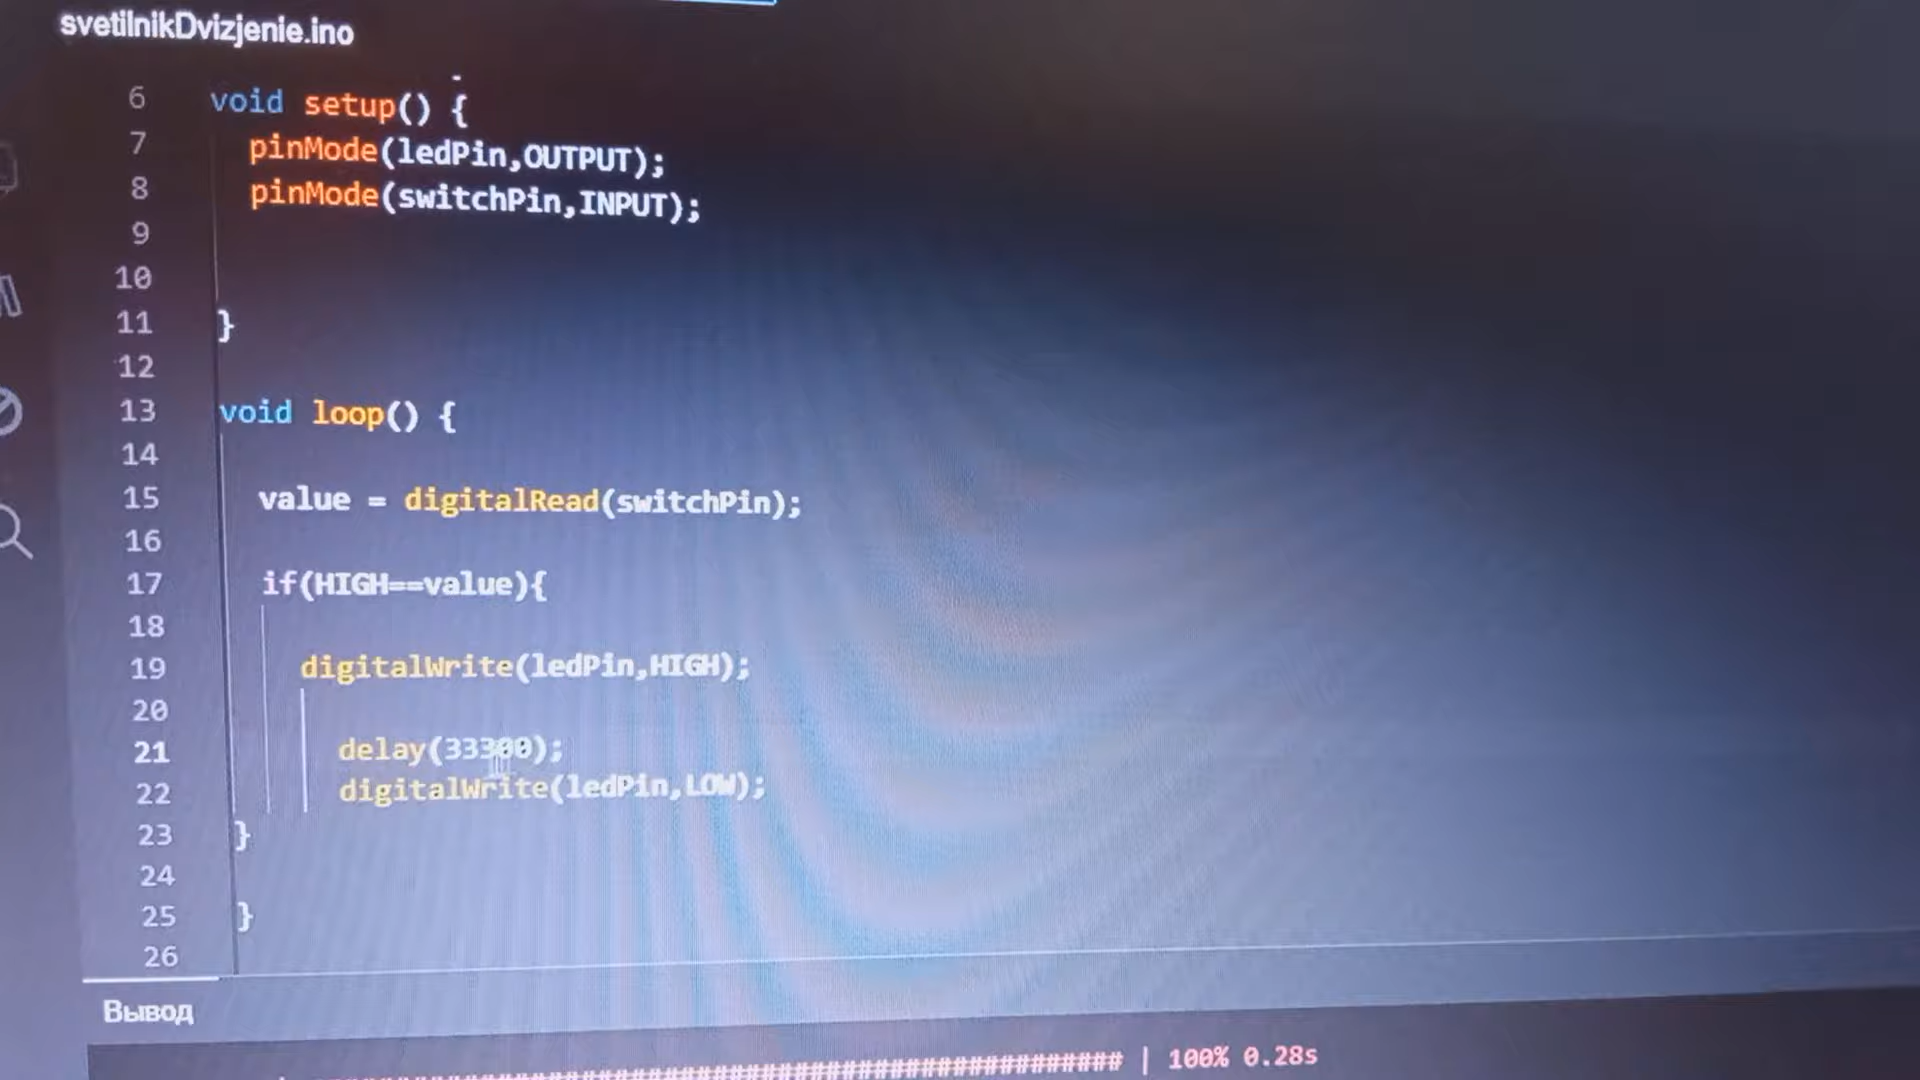 svetilnikDvizjenie.ino
6 void setup() {
7 pinMode(ledPin,OUTPUT);
8 pinMode(switchPin,INPUT);
9
10
11 }
12
13 void loop() {
14
15 value = digitalRead(switchPin);
16
17 if(HIGH==value){
18
19 digitalWrite(ledPin,HIGH);
20
21 delay(33300);
22 digitalWrite(ledPin,LOW);
23 }
24
25 }
26
Вывод
################################################## | 100% 0.28s